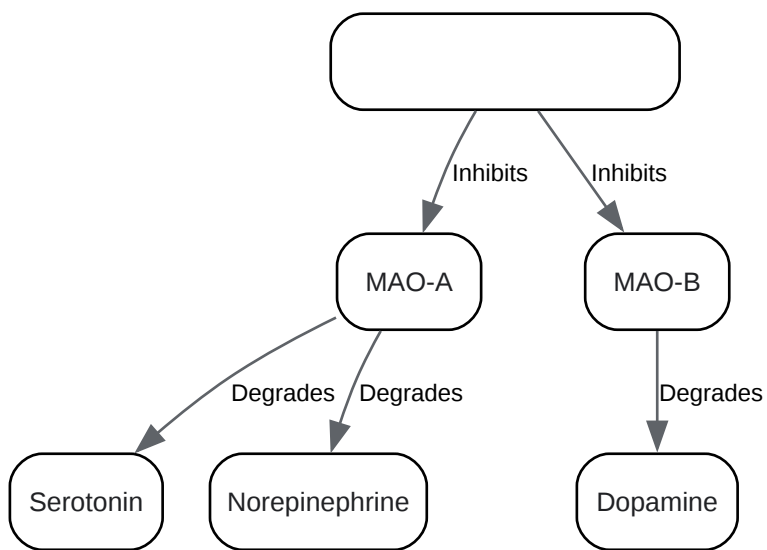 Inhibits
Inhibits
MAO-A
MAO-B
Degrades
Degrades
Degrades
Serotonin
Norepinephrine
Dopamine